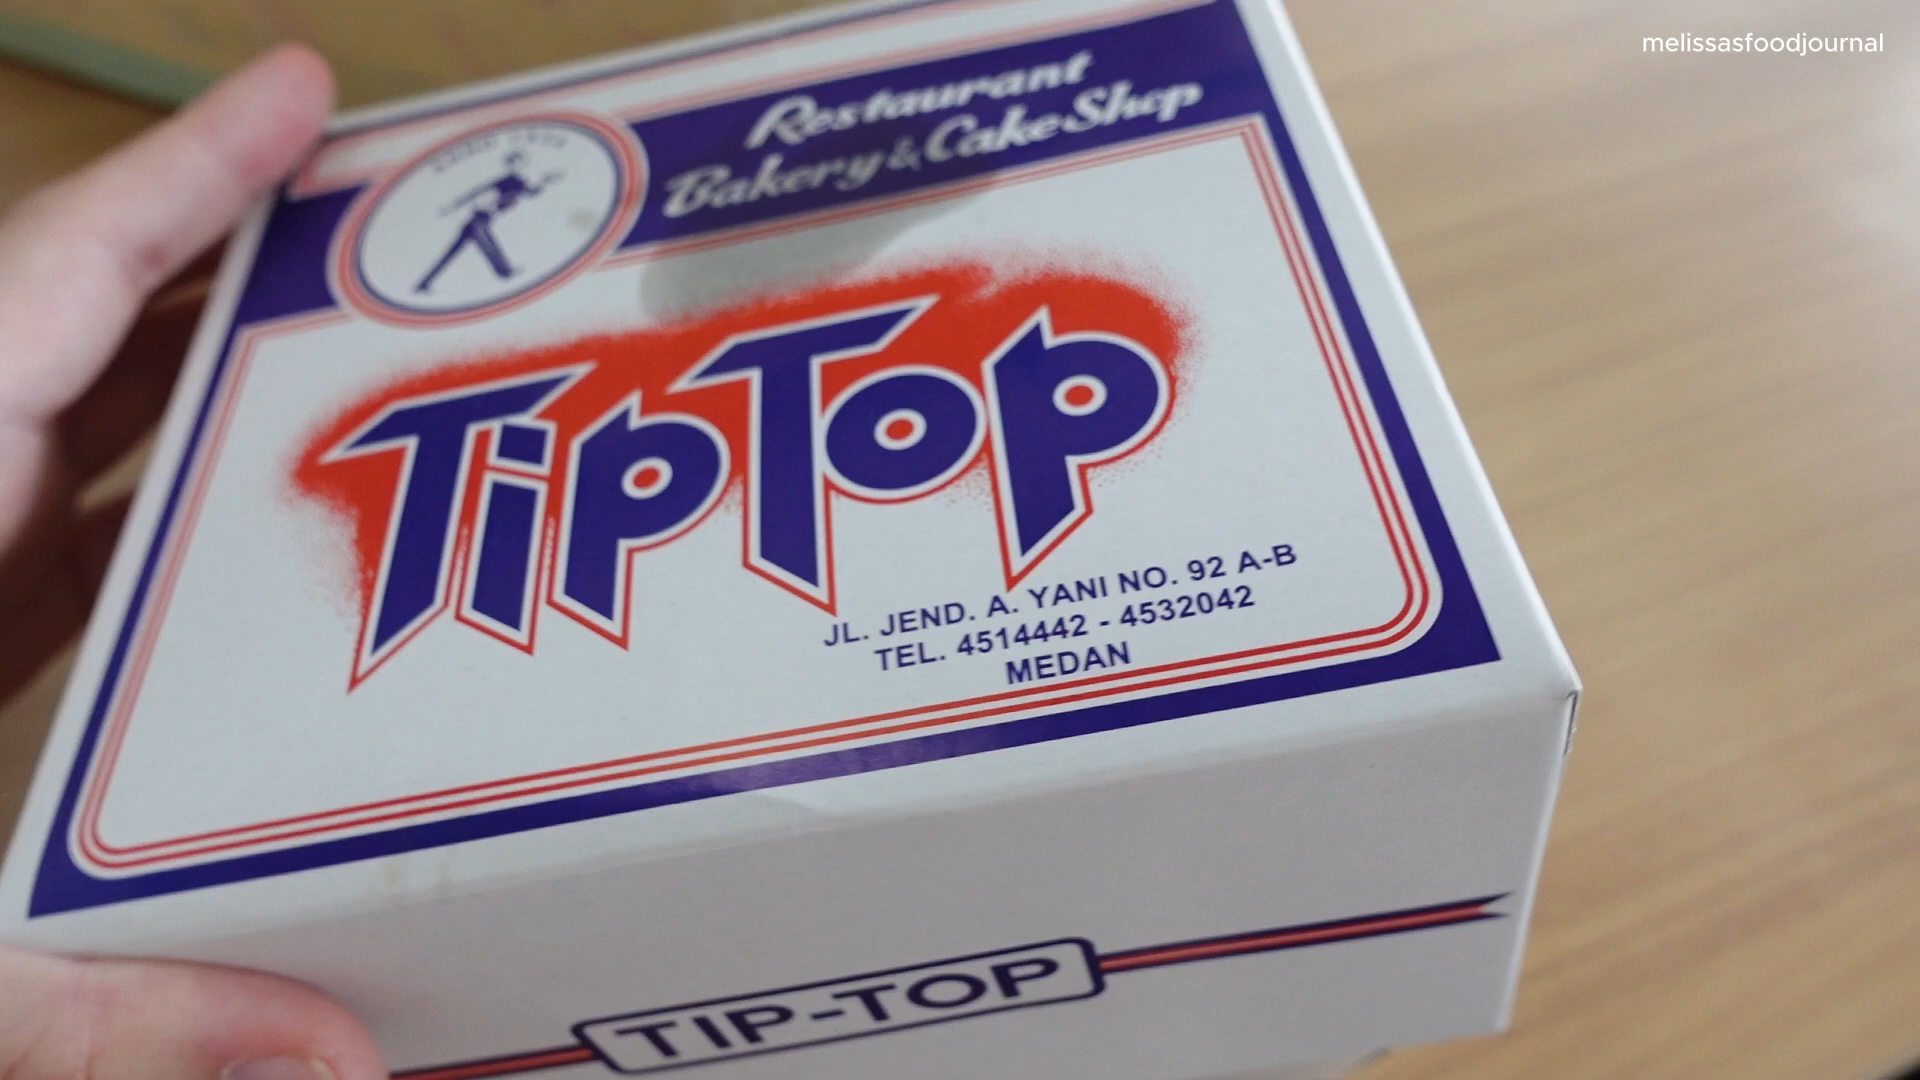 melissasfoodjournal
Restaurant
Bakery & Cake Shop
TipTop
JL. JEND. A. YANI NO. 92 A-B
TEL. 4514442 - 4532042
MEDAN
TIP-TOP